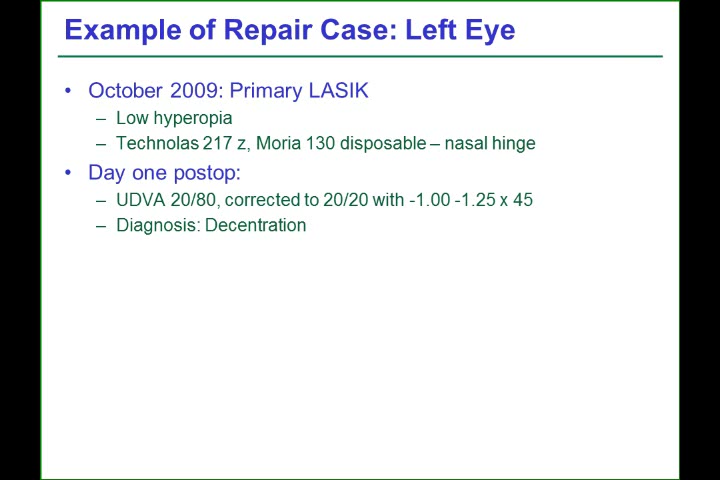 Example of Repair Case: Left Eye
• October 2009: Primary LASIK
– Low hyperopia
– Technolas 217 z, Moria 130 disposable – nasal hinge
• Day one postop:
– UDVA 20/80, corrected to 20/20 with -1.00 -1.25 x 45
– Diagnosis: Decentration